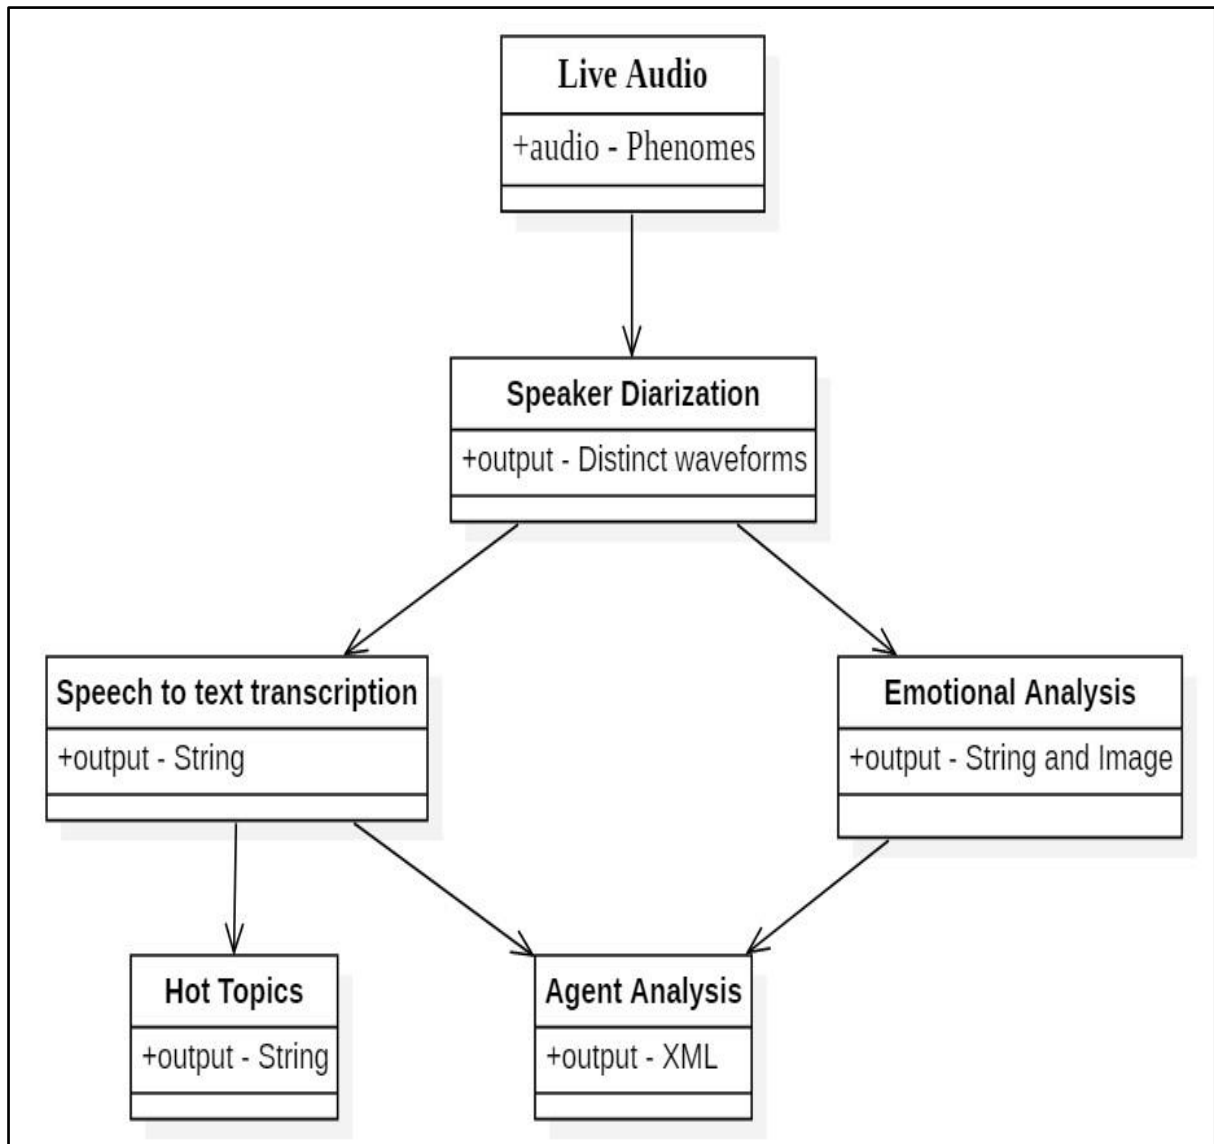 Live Audio
+audio - Phenomes
Speaker Diarization
+output - Distinct waveforms
Speech to text transcription
+output - String
Emotional Analysis
+output - String and Image
Hot Topics
+output - String
Agent Analysis
+output - XML